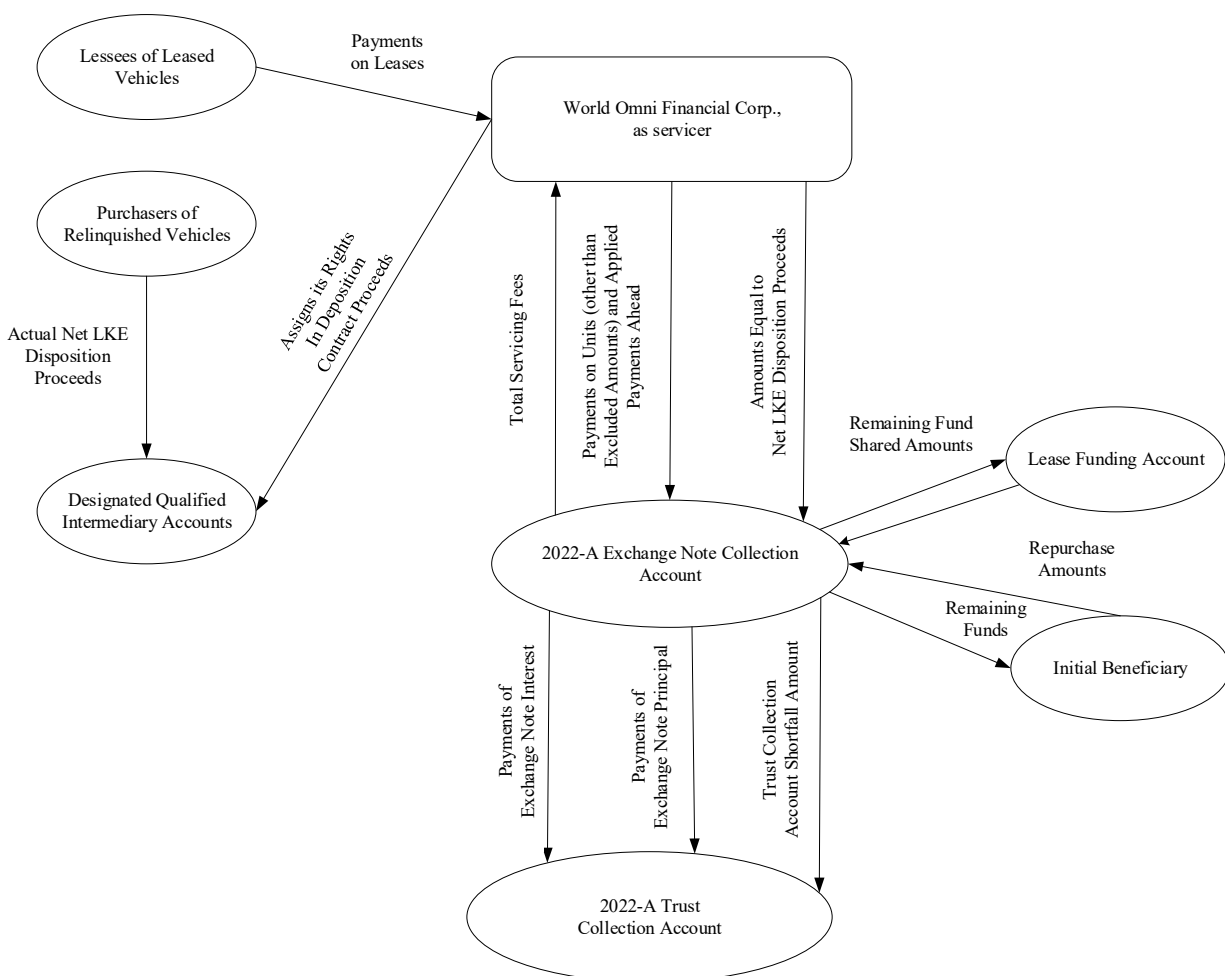 Lessees of Leased
Vehicles
Payments
on Leases
World Omni Financial Corp.,
as servicer
Purchasers of
Relinquished Vehicles
Actual Net LKE
Disposition
Proceeds
Assigns its Rights
In Deposition
Contract Proceeds
Designated Qualified
Intermediary Accounts
Total Servicing Fees
Payments on Units (other than
Excluded Amounts) and Applied
Payments Ahead
Amounts Equal to
Net LKE Disposition Proceeds
Remaining Fund
Shared Amounts
Lease Funding Account
2022-A Exchange Note Collection
Account
Repurchase
Amounts
Remaining
Funds
Initial Beneficiary
Payments of
Exchange Note Interest
Payments of
Exchange Note Principal
Trust Collection
Account Shortfall Amount
2022-A Trust
Collection Account